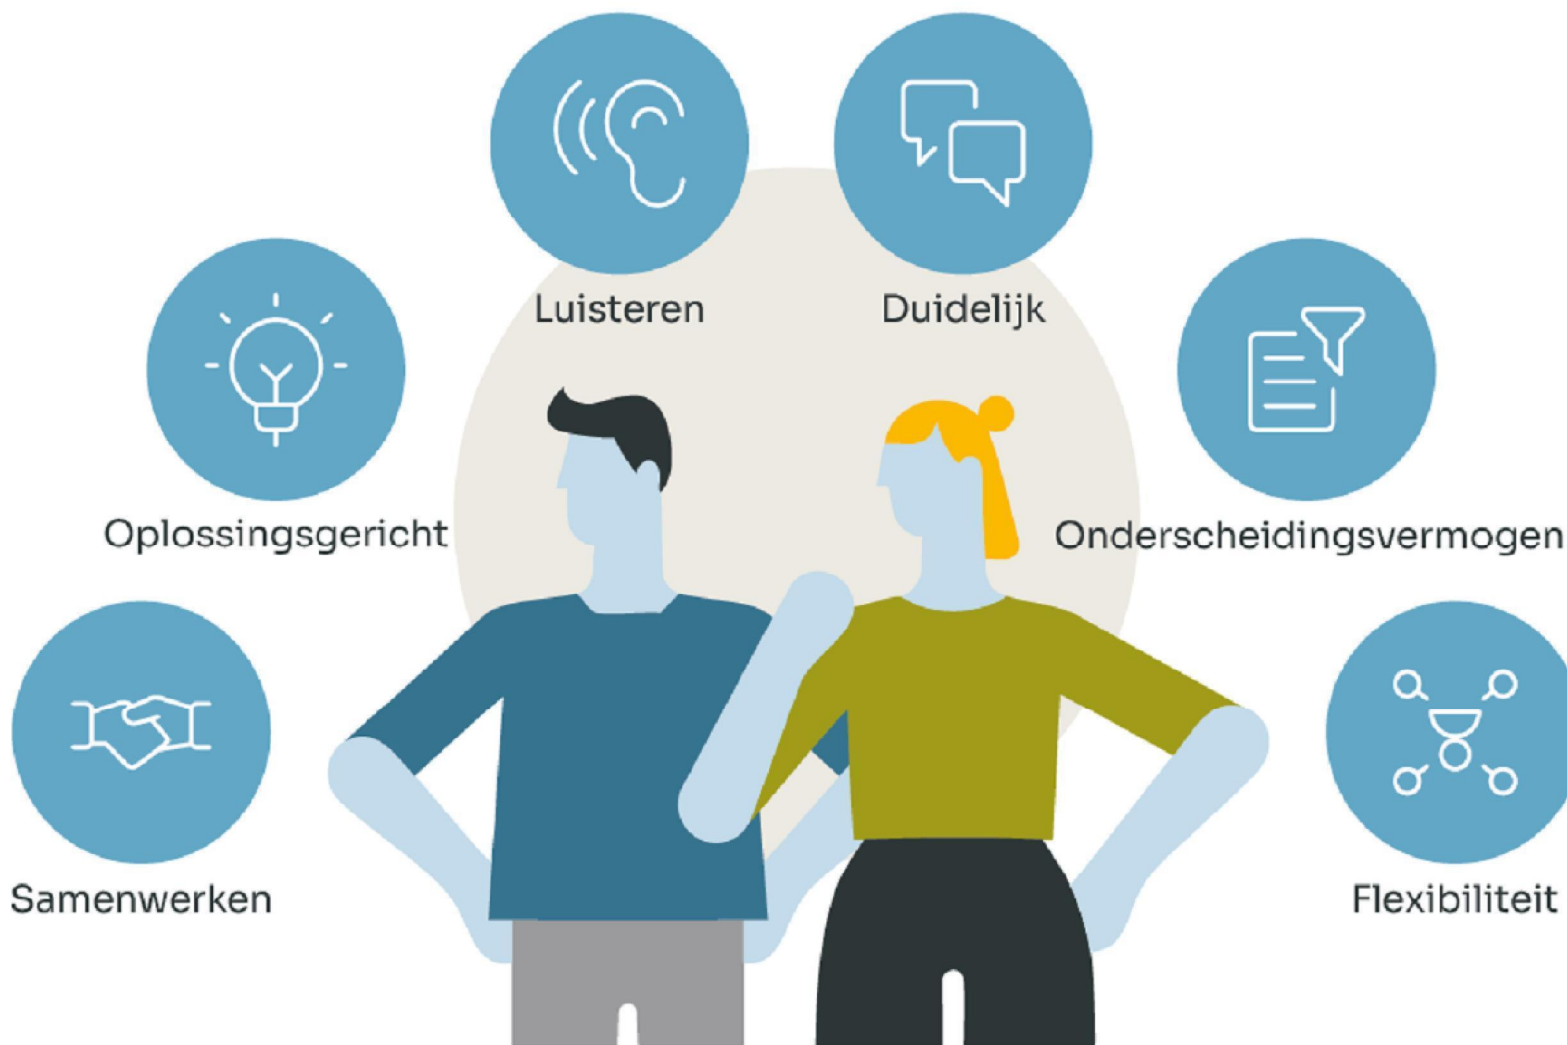 Luisteren
Duidelijk
Oplossingsgericht
Onderscheidingsvermogen
Samenwerken
Flexibiliteit